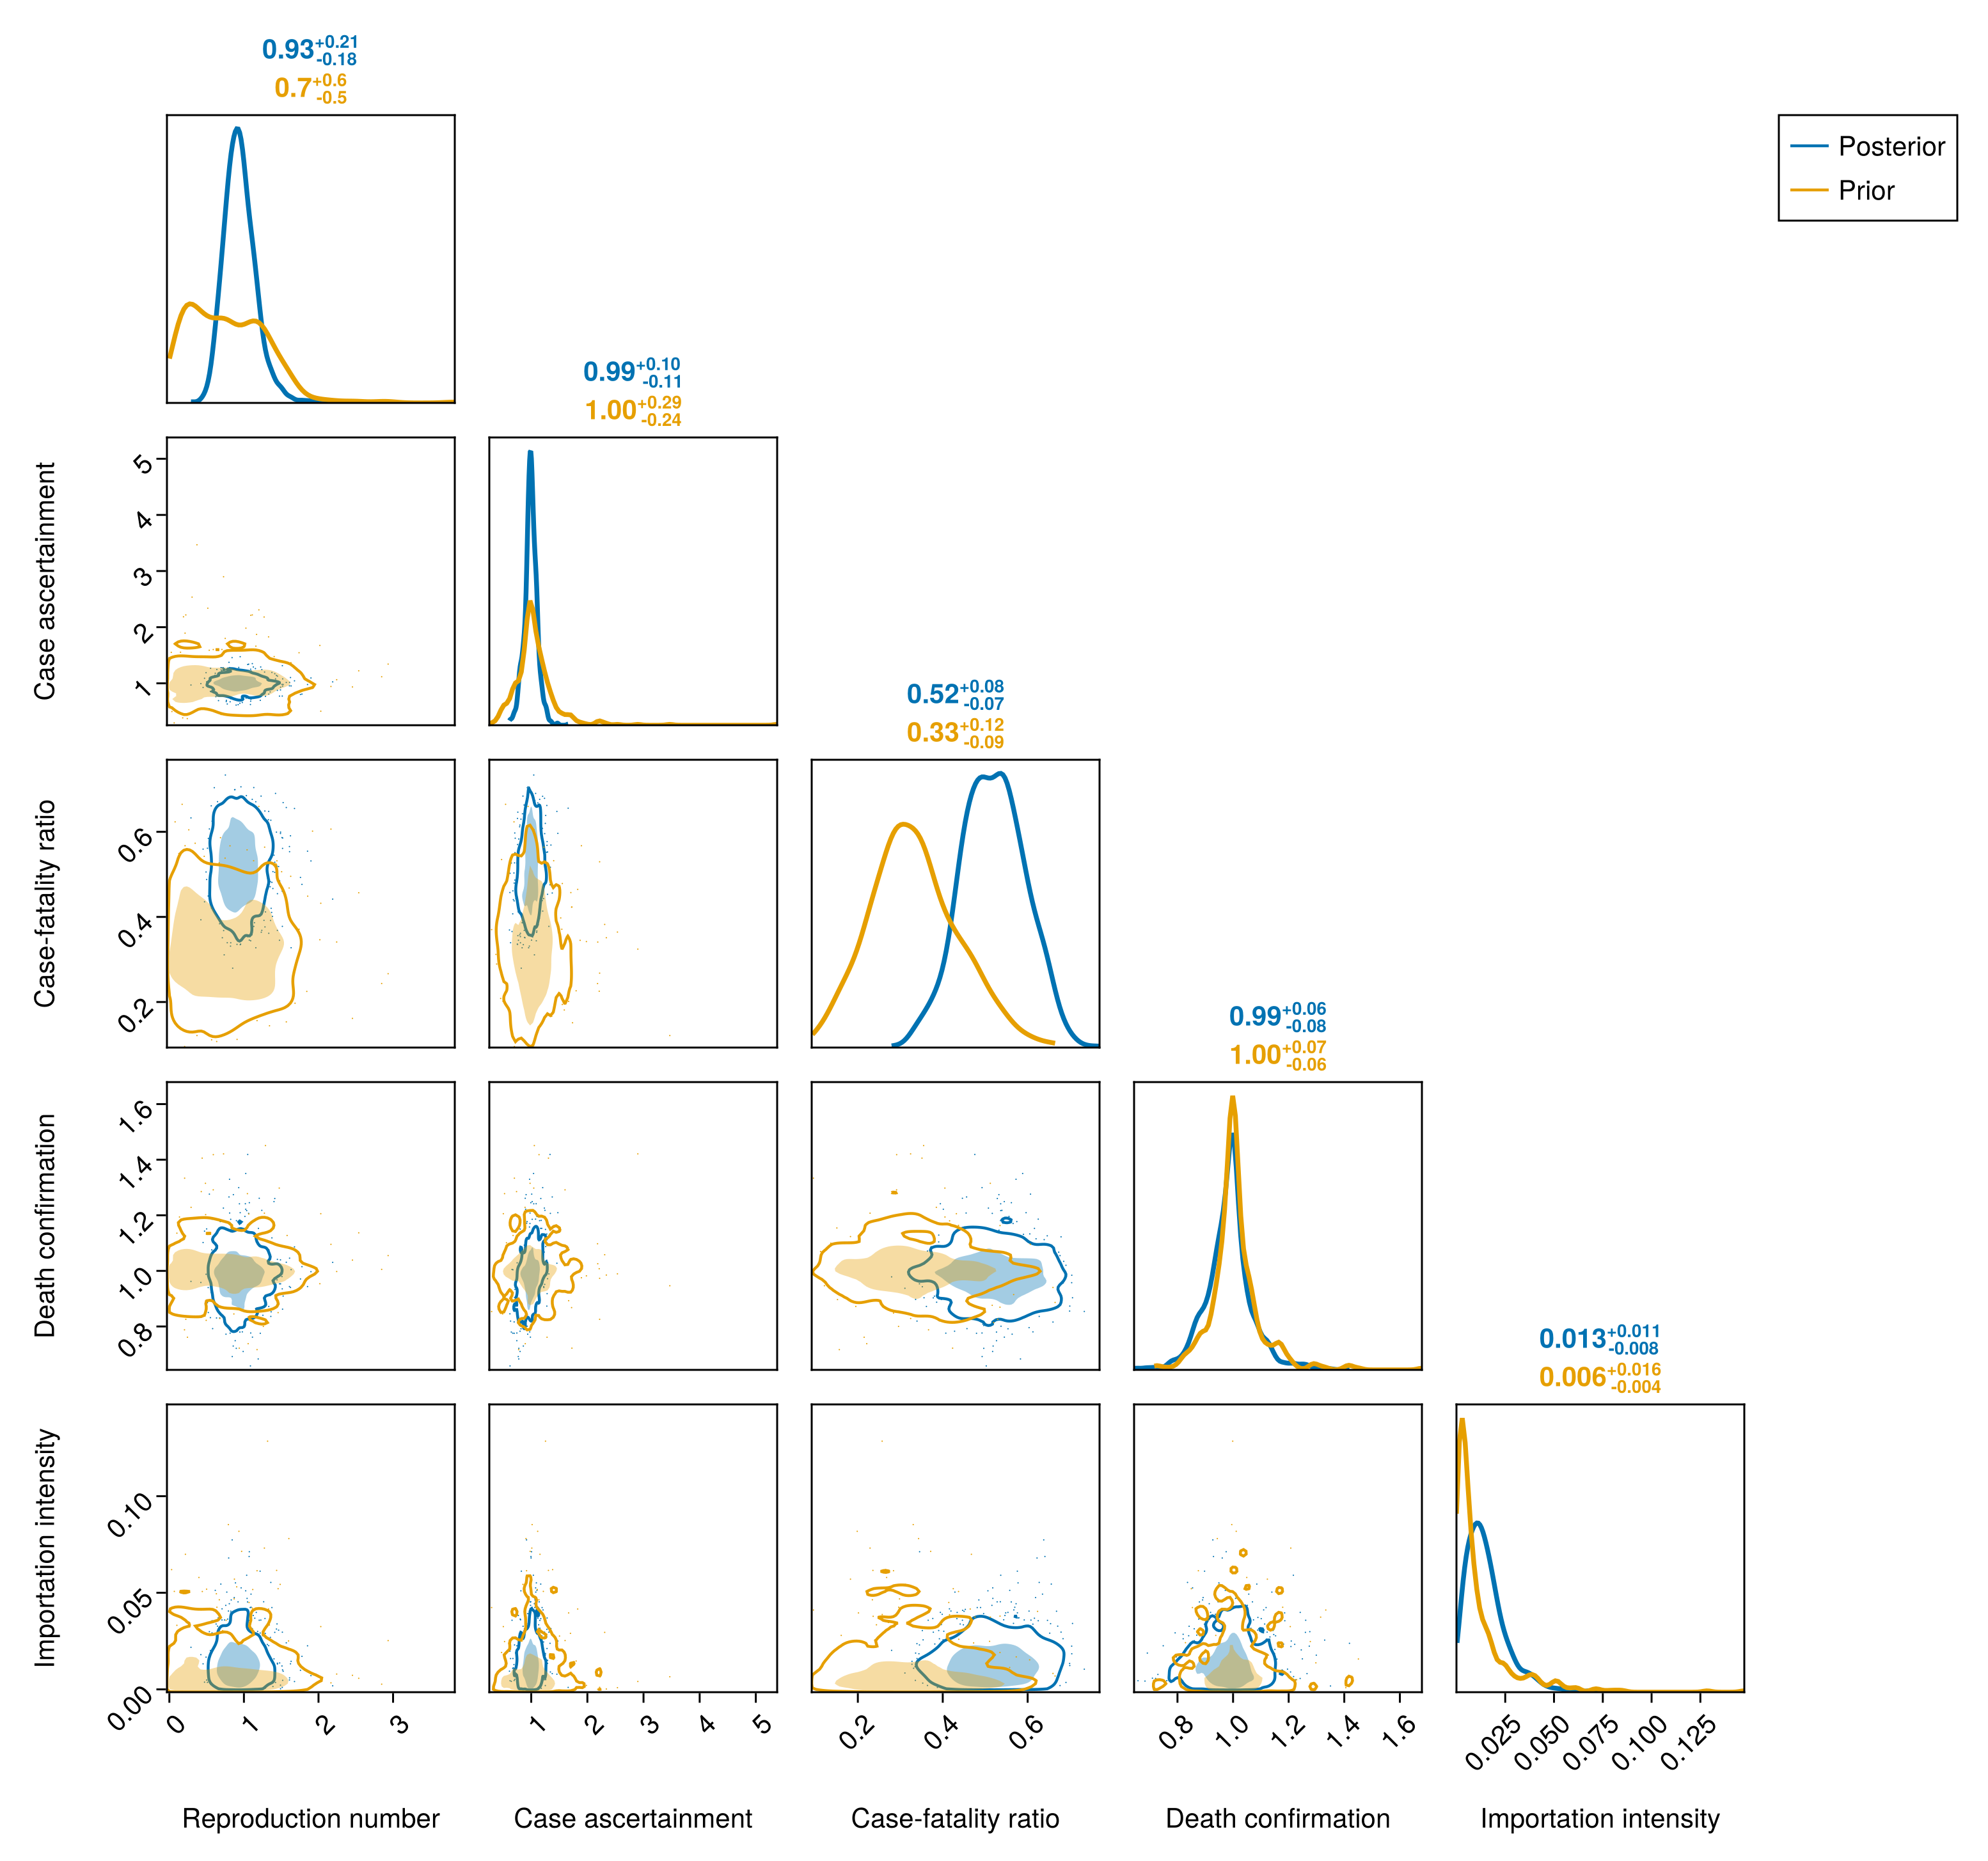 0.93+0.21-0.18
0.7+0.6-0.5
Posterior
Prior
0.99+0.10-0.11
1.00+0.29-0.24
Case ascertainment
5
4
3
2
1
0.52+0.08-0.07
0.33+0.12-0.09
Case-fatality ratio
0.6
0.4
0.2
0.99+0.06-0.08
1.00+0.07-0.06
Death confirmation
1.6
1.4
1.2
1.0
0.8
0.013+0.011-0.008
0.006+0.016-0.004
Importation intensity
0.10
0.05
0.00
0 1 2 3
1 2 3 4 5
0.2 0.4 0.6
0.8 1.0 1.2 1.4 1.6
0.025 0.050 0.075 0.100 0.125
Reproduction number
Case ascertainment
Case-fatality ratio
Death confirmation
Importation intensity